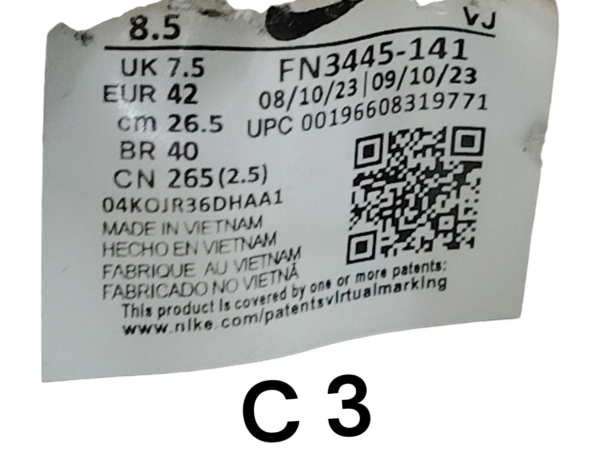 8.5
VJ
UK 7.5
FN3445-141
EUR 42
08/10/23|09/10/23
cm 26.5
UPC 00196608319771
BR 40
CN 265(2.5)
04KOJR36DHAA1
MADE IN VIETNAM
HECHO EN VIETNAM
FABRIQUE AU VIETNAM
FABRICADO NO VIETNÃ
This product is covered by one or more patents:
www.nike.com/patentsvirtualmarking
C 3